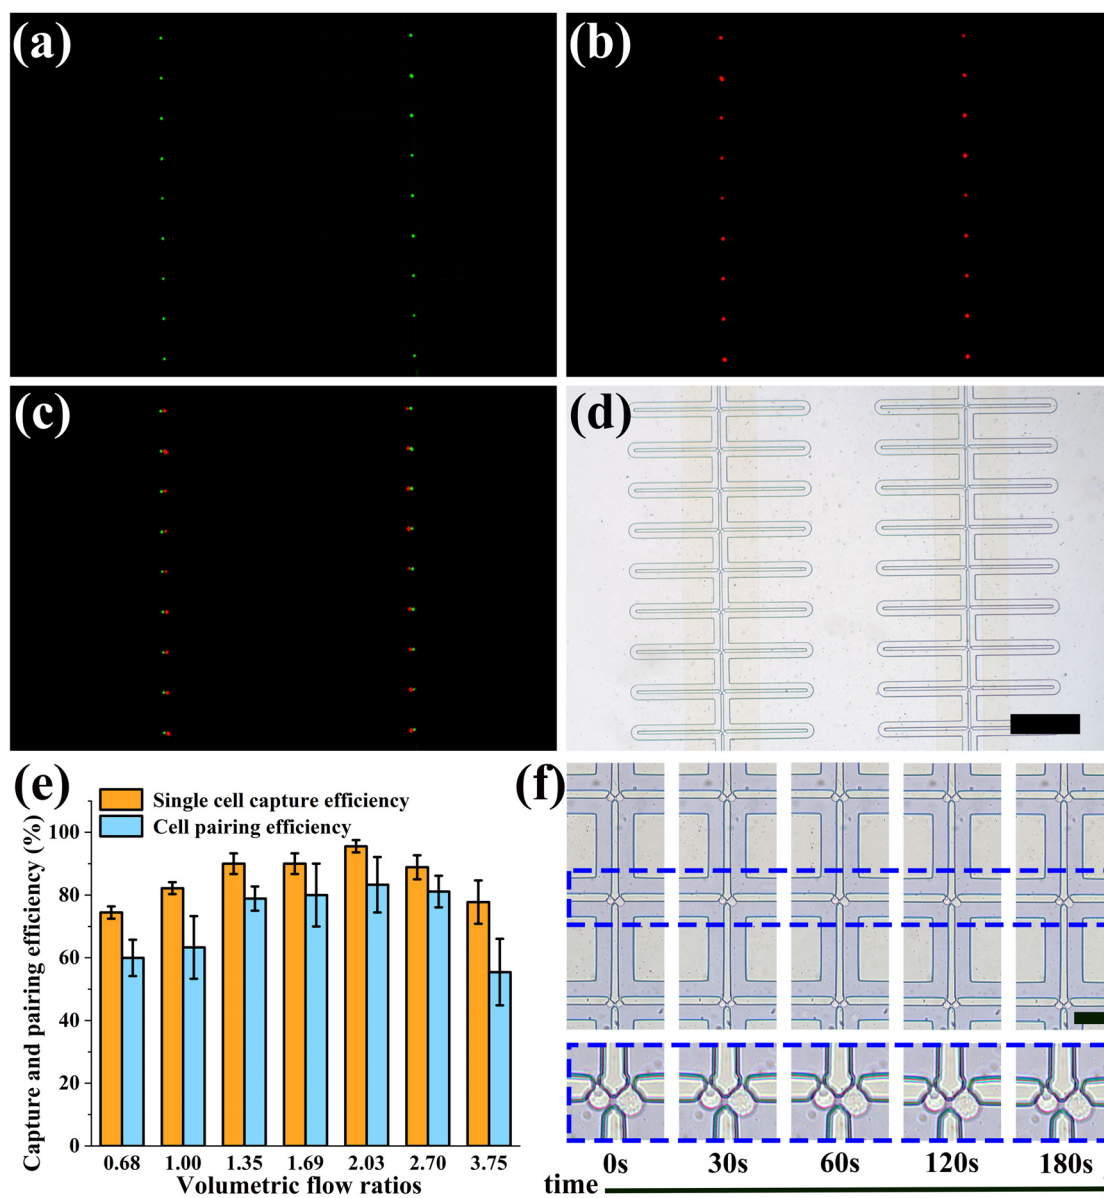 (a)
(b)
(c)
(d)
(e)
Single cell capture efficiency
Cell pairing efficiency
Capture and pairing efficiency (%)
100
80
60
40
20
0
0.68 1.00 1.35 1.69 2.03 2.70 3.75
Volumetric flow ratios
(f)
0s 30s 60s 120s 180s
time